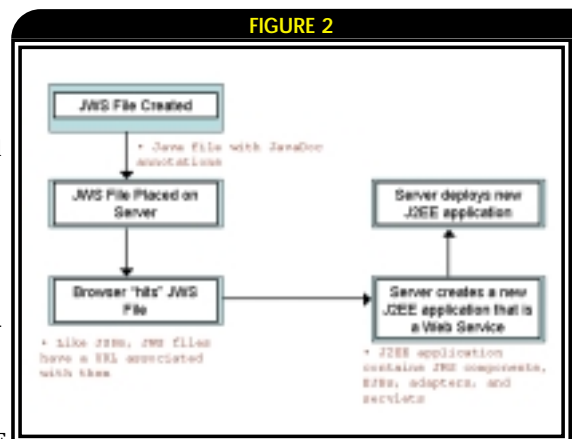 FIGURE 2
JWS File Created
• Java file with JavaDoc
annotations
JWS File Placed on
Server
Browser "hits" JWS
File
• Like JSPs, JWS files
have a URL associated
with them
Server deploys new
J2EE application
Server creates a new
J2EE application that is
a Web Service
• J2EE application
contains JMS components,
EJBs, adapters, and
servlets